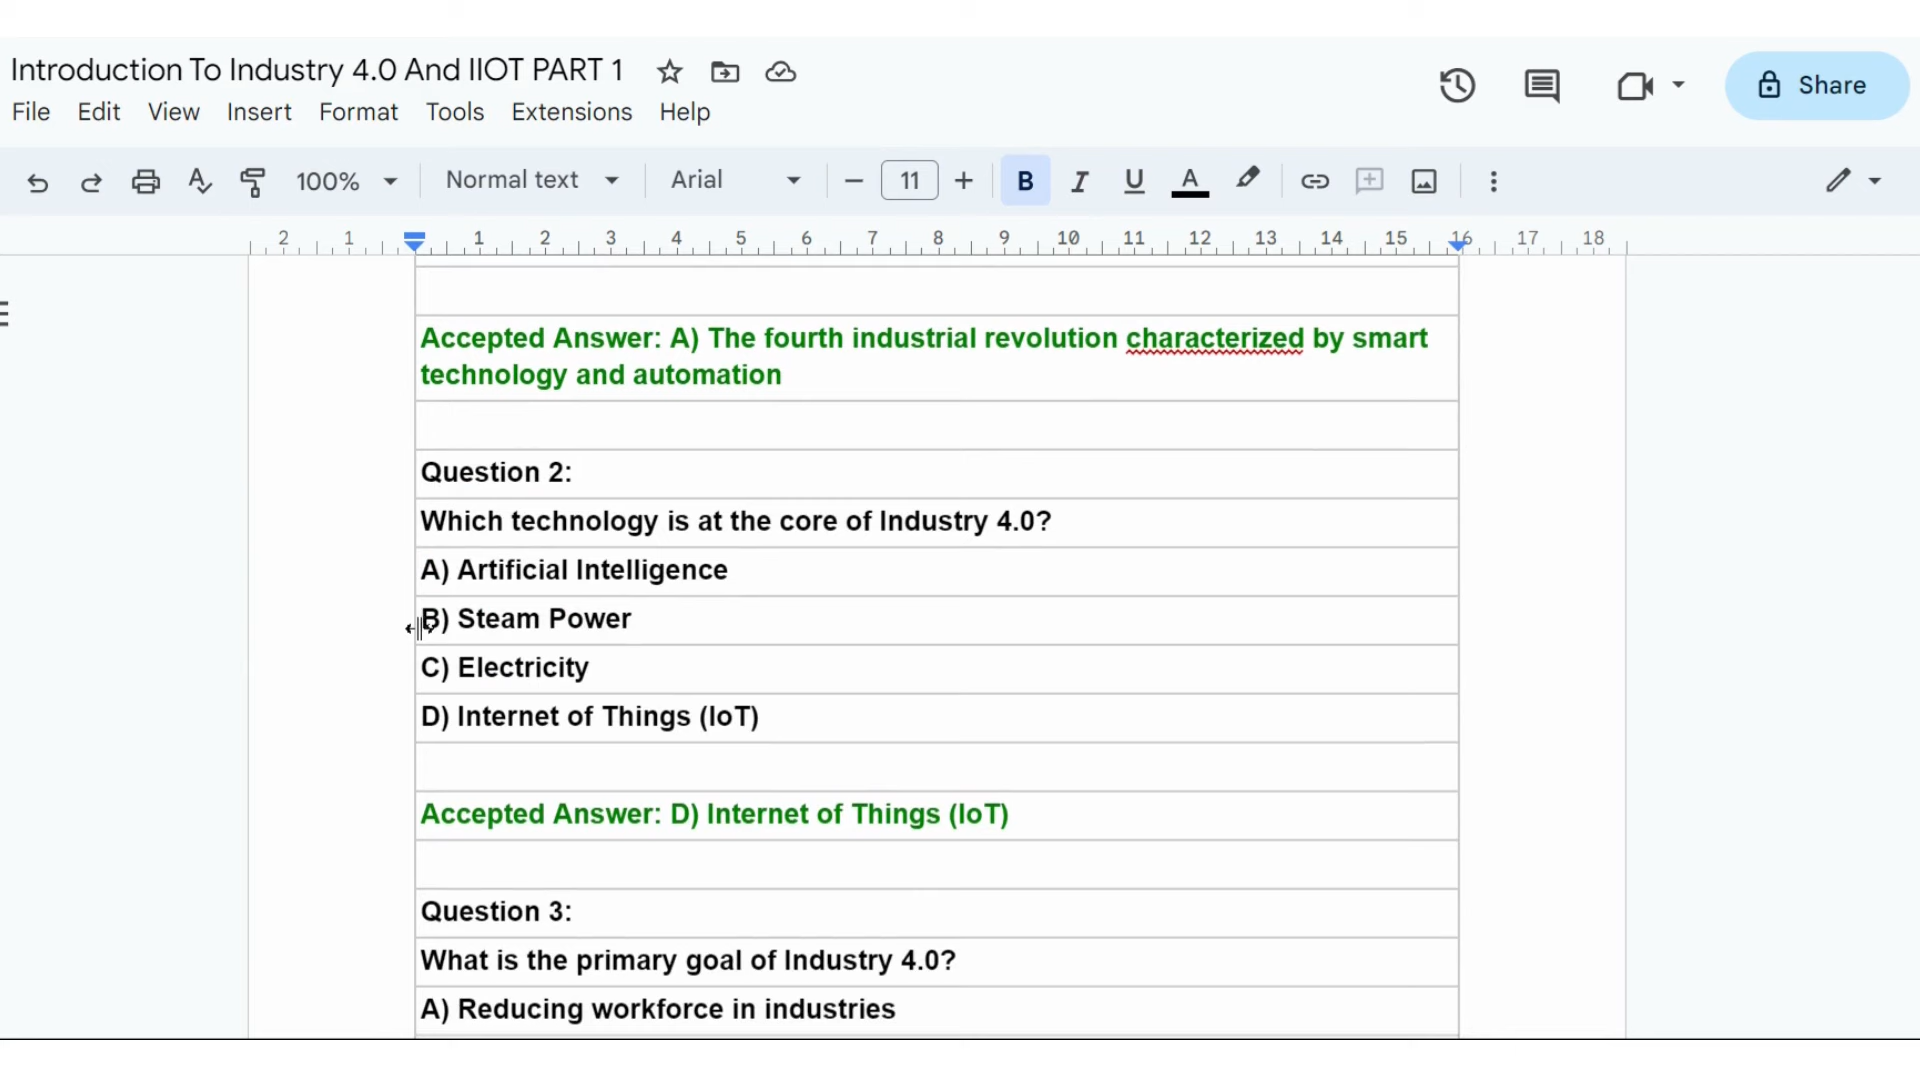 Introduction To Industry 4.0 And IIOT PART 1
File Edit View Insert Format Tools Extensions Help
Share
100% Normal text Arial 11 B I U A
2 1 1 2 3 4 5 6 7 8 9 10 11 12 13 14 15 16 17 18
Accepted Answer: A) The fourth industrial revolution characterized by smart
technology and automation
Question 2:
Which technology is at the core of Industry 4.0?
A) Artificial Intelligence
B) Steam Power
C) Electricity
D) Internet of Things (IoT)
Accepted Answer: D) Internet of Things (IoT)
Question 3:
What is the primary goal of Industry 4.0?
A) Reducing workforce in industries